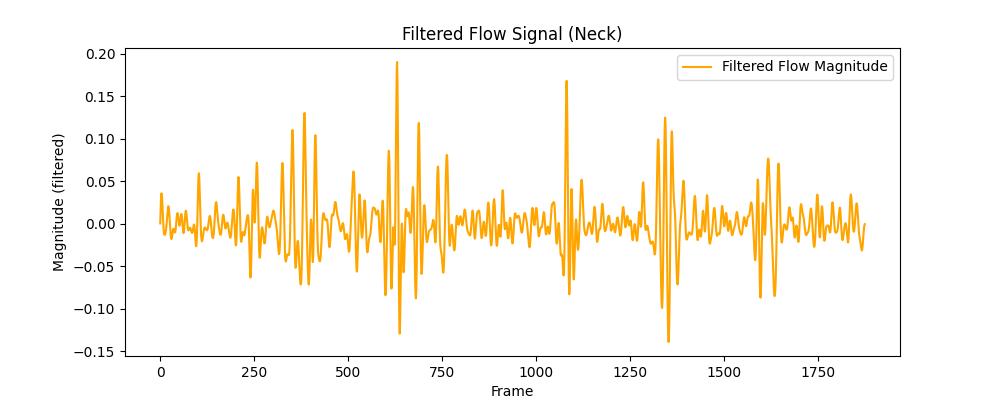 Filtered Flow Signal (Neck)
Filtered Flow Magnitude
Magnitude (filtered)
0.20
0.15
0.10
0.05
0.00
−0.05
−0.10
−0.15
0 250 500 750 1000 1250 1500 1750
Frame